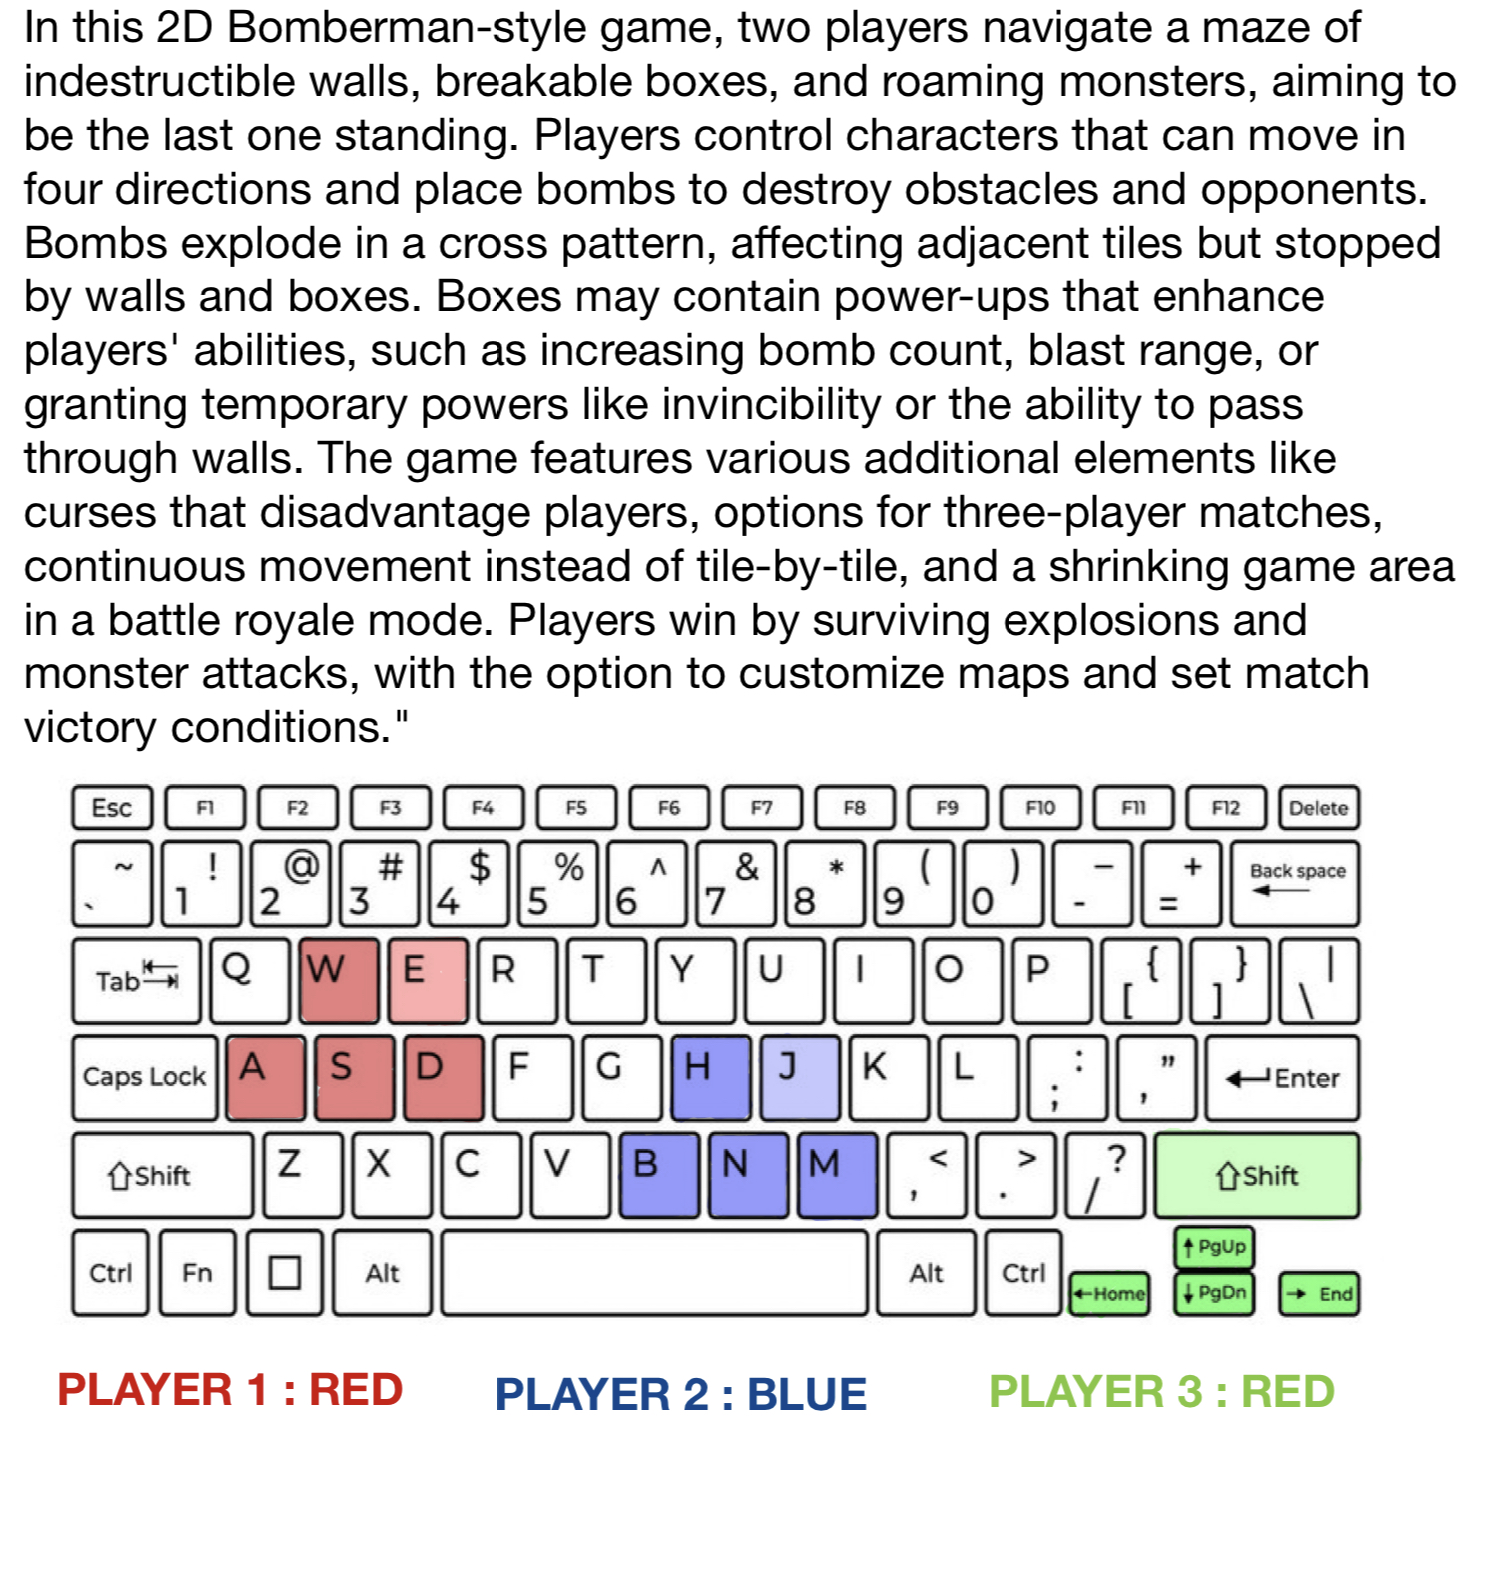 In this 2D Bomberman-style game, two players navigate a maze of
indestructible walls, breakable boxes, and roaming monsters, aiming to
be the last one standing. Players control characters that can move in
four directions and place bombs to destroy obstacles and opponents.
Bombs explode in a cross pattern, affecting adjacent tiles but stopped
by walls and boxes. Boxes may contain power-ups that enhance
players' abilities, such as increasing bomb count, blast range, or
granting temporary powers like invincibility or the ability to pass
through walls. The game features various additional elements like
curses that disadvantage players, options for three-player matches,
continuous movement instead of tile-by-tile, and a shrinking game area
in a battle royale mode. Players win by surviving explosions and
monster attacks, with the option to customize maps and set match
victory conditions."
Esc F1 F2 F3 F4 F5 F6 F7 F8 F9 F10 F11 F12 Delete
~ ` ! 1 @ 2 # 3 $ 4 % 5 ^ 6 & 7 * 8 ( 9 ) 0 – - + = Back space ←
Tab Q W E R T Y U I O P { [ } ] | \
Caps Lock A S D F G H J K L : ; " ' ↵ Enter
⇧Shift Z X C V B N M < , > . ? / ⇧Shift
Ctrl Fn □ Alt Alt Ctrl ←Home ↑ PgUp ↓ PgDn → End
PLAYER 1 : RED PLAYER 2 : BLUE PLAYER 3 : RED